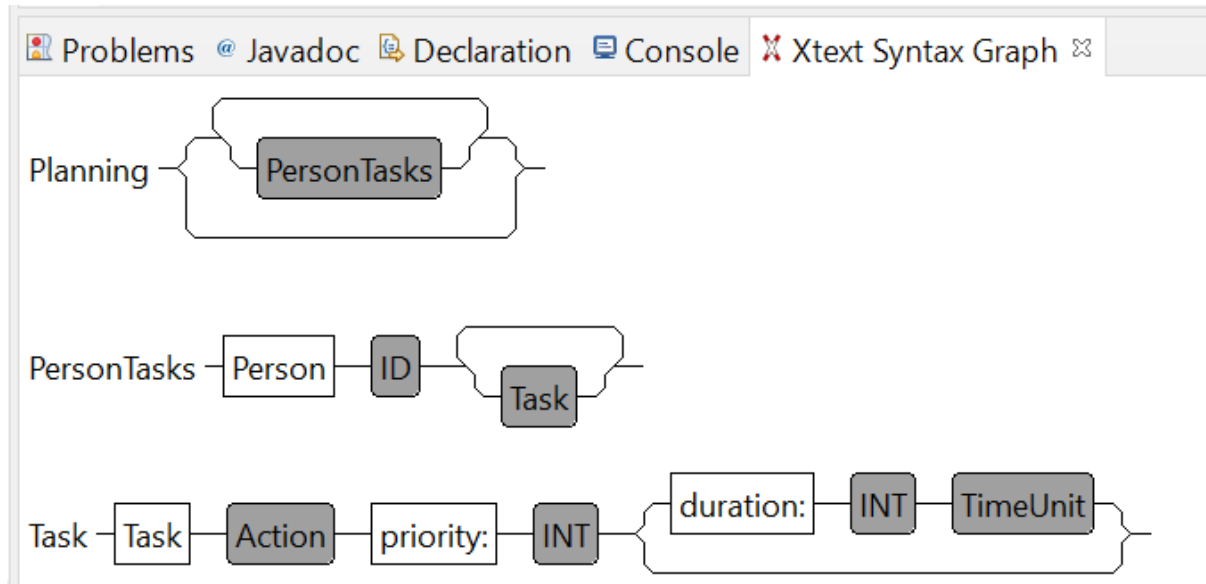 Problems @ Javadoc Declaration Console Xtext Syntax Graph
Planning PersonTasks
PersonTasks Person ID Task
Task Task Action priority: INT duration: INT TimeUnit